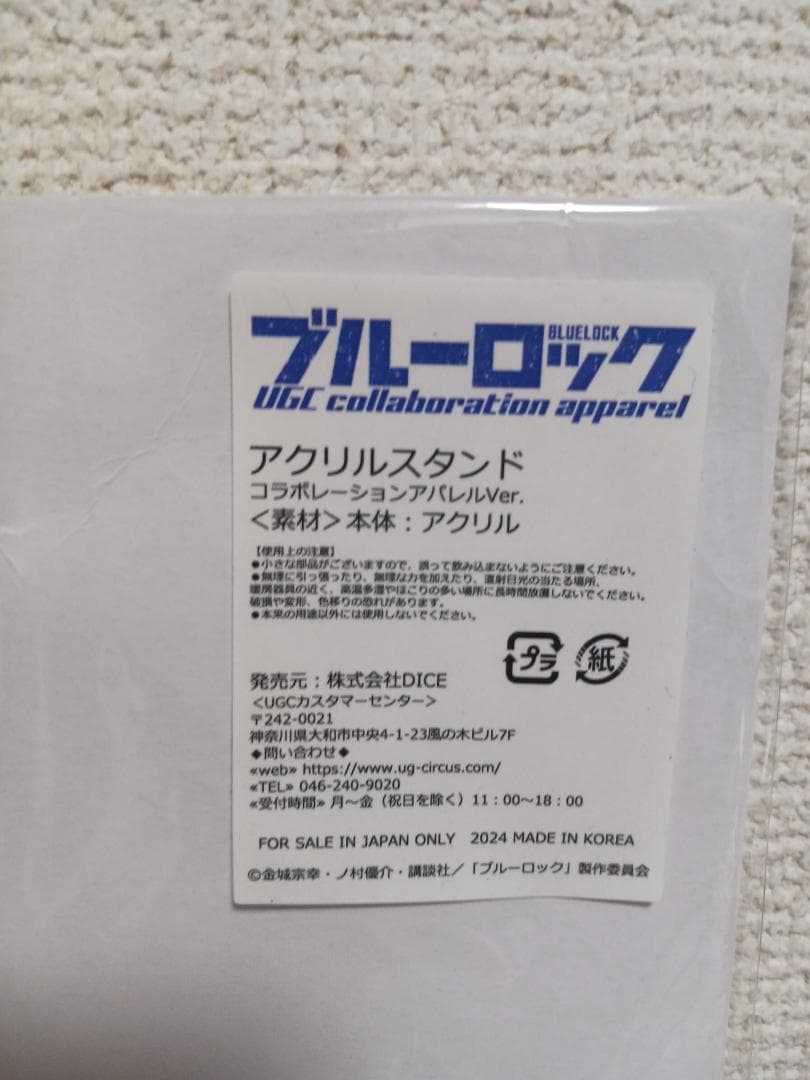 ブルーロック
BLUELOCK
UGC collaboration apparel
アクリルスタンド
コラボレーションアパレルVer.
＜素材＞本体：アクリル
【使用上の注意】
●小さな部品がございますので、誤って飲み込まないようにご注意ください。
●無理に引っ張ったり、無理な力を加えたり、直射日光の当たる場所、
暖房器具の近く、高温多湿やほこりの多い場所に長時間放置しないでください。
破損や変形、色移りの恐れがあります。
●本来の用途以外には使用しないでください。
プラ
紙
発売元：株式会社DICE
＜UGCカスタマーセンター＞
〒242-0021
神奈川県大和市中央4-1-23風の木ビル7F
◆問い合わせ◆
«web» https://www.ug-circus.com/
«TEL» 046-240-9020
«受付時間» 月～金（祝日を除く）11：00～18：00
FOR SALE IN JAPAN ONLY 2024 MADE IN KOREA
©金城宗幸・ノ村優介・講談社／「ブルーロック」製作委員会